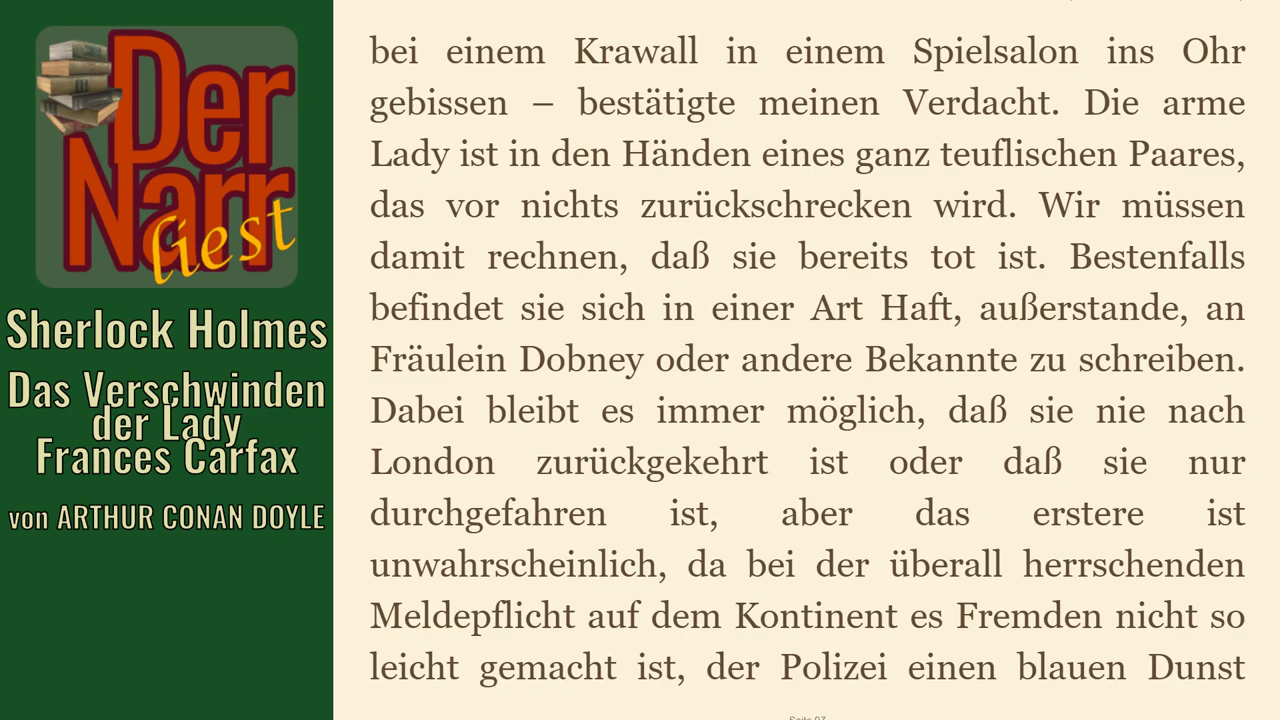 Der
Narr
liest
Sherlock Holmes
Das Verschwinden
der Lady
Frances Carfax
von ARTHUR CONAN DOYLE
bei einem Krawall in einem Spielsalon ins Ohr
gebissen – bestätigte meinen Verdacht. Die arme
Lady ist in den Händen eines ganz teuflischen Paares,
das vor nichts zurückschrecken wird. Wir müssen
damit rechnen, daß sie bereits tot ist. Bestenfalls
befindet sie sich in einer Art Haft, außerstande, an
Fräulein Dobney oder andere Bekannte zu schreiben.
Dabei bleibt es immer möglich, daß sie nie nach
London zurückgekehrt ist oder daß sie nur
durchgefahren ist, aber das erstere ist
unwahrscheinlich, da bei der überall herrschenden
Meldepflicht auf dem Kontinent es Fremden nicht so
leicht gemacht ist, der Polizei einen blauen Dunst